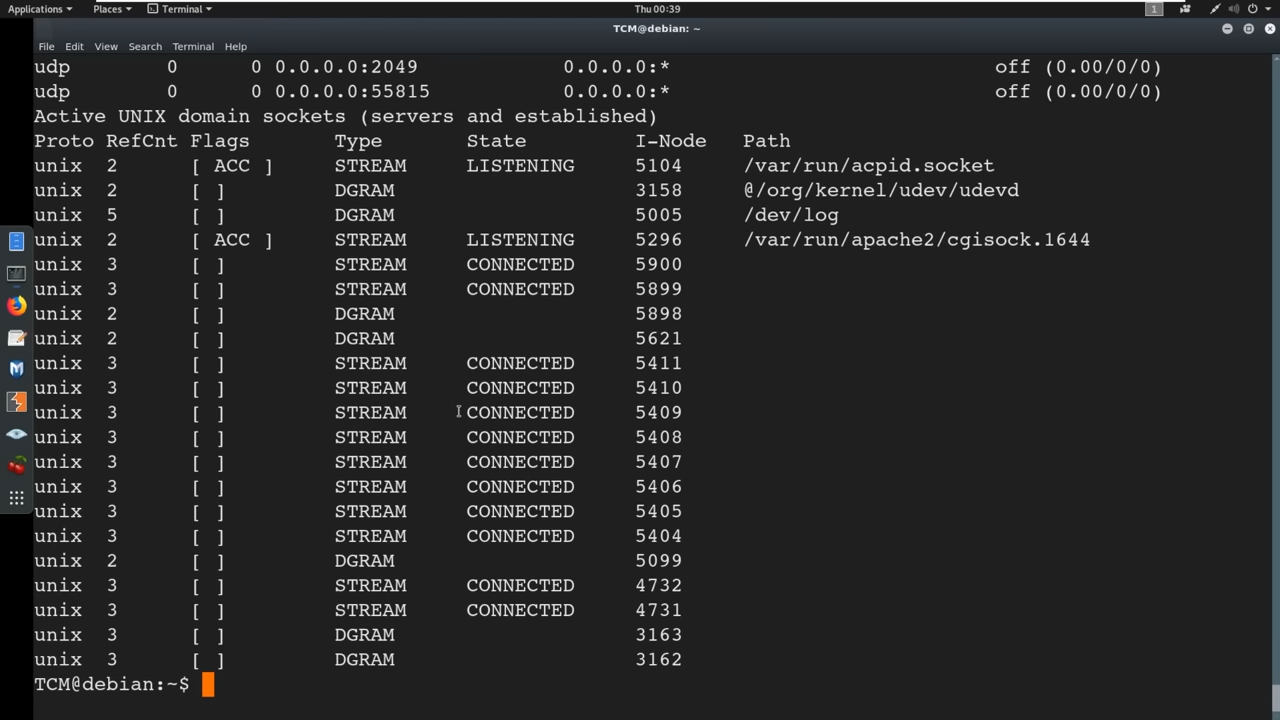 Applications Places Terminal Thu 00:39 1
TCM@debian: ~
File Edit View Search Terminal Help
udp 0 0 0.0.0.0:2049 0.0.0.0:* off (0.00/0/0)
udp 0 0 0.0.0.0:55815 0.0.0.0:* off (0.00/0/0)
Active UNIX domain sockets (servers and established)
Proto RefCnt Flags Type State I-Node Path
unix 2 [ ACC ] STREAM LISTENING 5104 /var/run/acpid.socket
unix 2 [ ] DGRAM 3158 @/org/kernel/udev/udevd
unix 5 [ ] DGRAM 5005 /dev/log
unix 2 [ ACC ] STREAM LISTENING 5296 /var/run/apache2/cgisock.1644
unix 3 [ ] STREAM CONNECTED 5900
unix 3 [ ] STREAM CONNECTED 5899
unix 2 [ ] DGRAM 5898
unix 2 [ ] DGRAM 5621
unix 3 [ ] STREAM CONNECTED 5411
unix 3 [ ] STREAM CONNECTED 5410
unix 3 [ ] STREAM CONNECTED 5409
unix 3 [ ] STREAM CONNECTED 5408
unix 3 [ ] STREAM CONNECTED 5407
unix 3 [ ] STREAM CONNECTED 5406
unix 3 [ ] STREAM CONNECTED 5405
unix 3 [ ] STREAM CONNECTED 5404
unix 2 [ ] DGRAM 5099
unix 3 [ ] STREAM CONNECTED 4732
unix 3 [ ] STREAM CONNECTED 4731
unix 3 [ ] DGRAM 3163
unix 3 [ ] DGRAM 3162
TCM@debian:~$